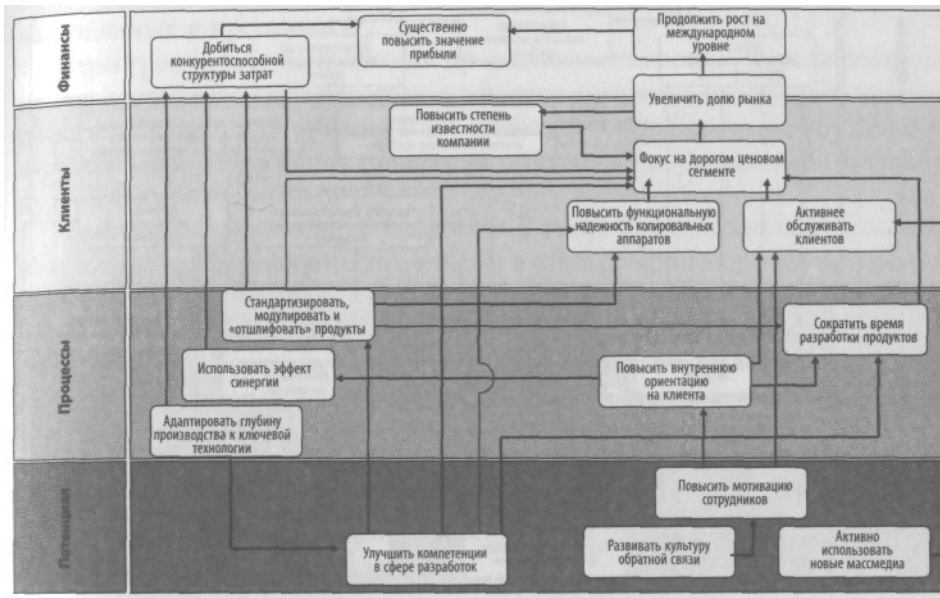 Финансы
Существенно
повысить значение
прибыли
Продолжить рост на
международном
уровне
Добиться
конкурентоспособной
структуры затрат
Увеличить долю рынка
Клиенты
Повысить степень
известности
компании
Фокус на дорогом ценовом
сегменте
Повысить функциональную
надежность копировальных
аппаратов
Активнее
обслуживать
клиентов
Процессы
Стандартизировать,
модулировать и
«отшлифовать» продукты
Сократить время
разработки продуктов
Использовать эффект
синергии
Повысить внутреннюю
ориентацию
на клиента
Адаптировать глубину
производства к ключевой
технологии
Потенциал
Повысить мотивацию
сотрудников
Улучшить компетенции
в сфере разработок
Развивать культуру
обратной связи
Активно
использовать
новые массмедиа